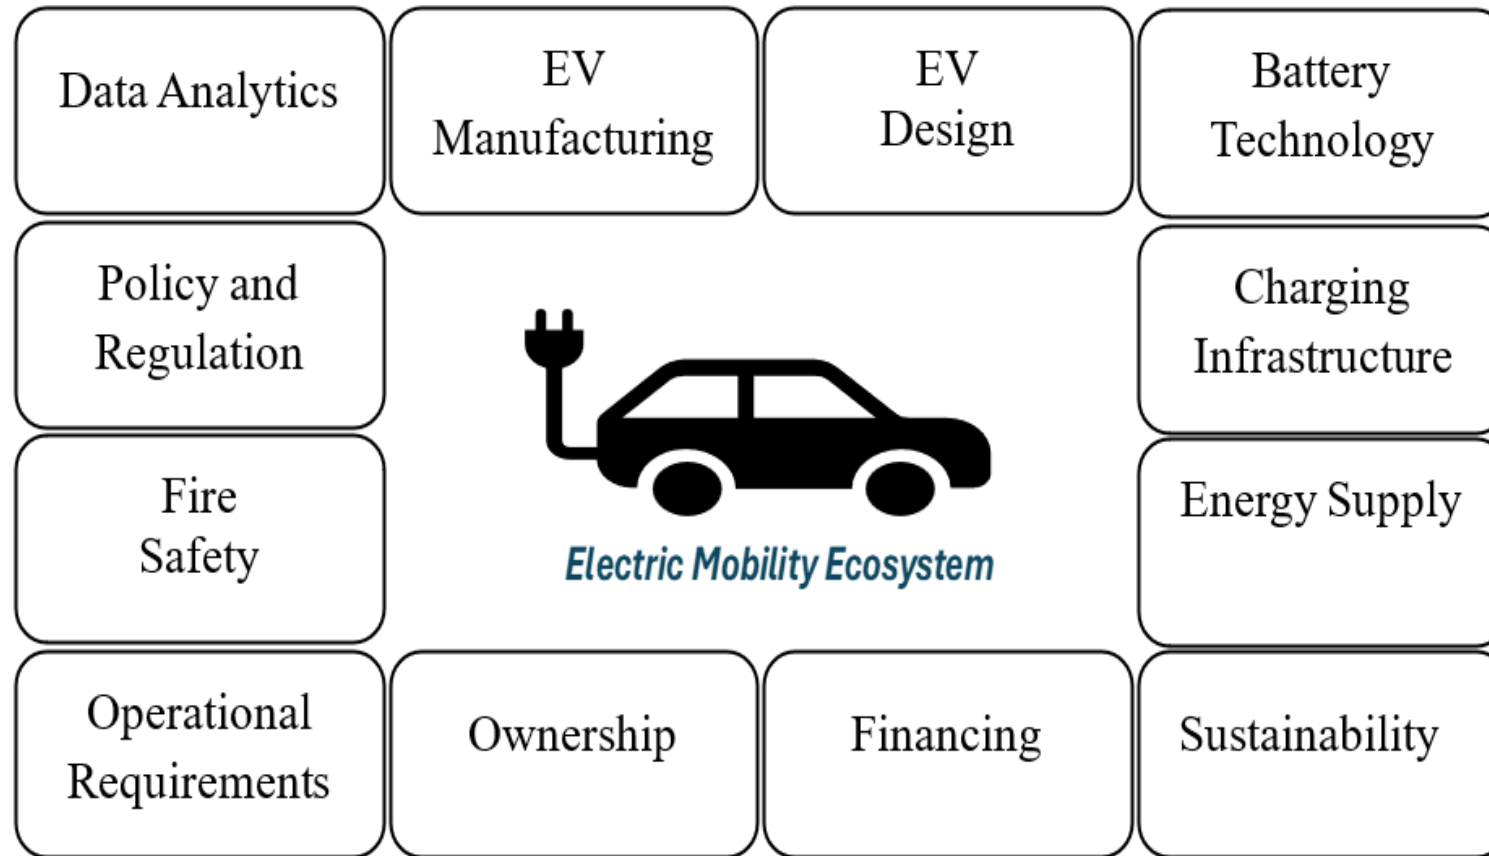 Data Analytics
EV
Manufacturing
EV
Design
Battery
Technology
Policy and
Regulation
Charging
Infrastructure
Fire
Safety
Energy Supply
Electric Mobility Ecosystem
Operational
Requirements
Ownership
Financing
Sustainability